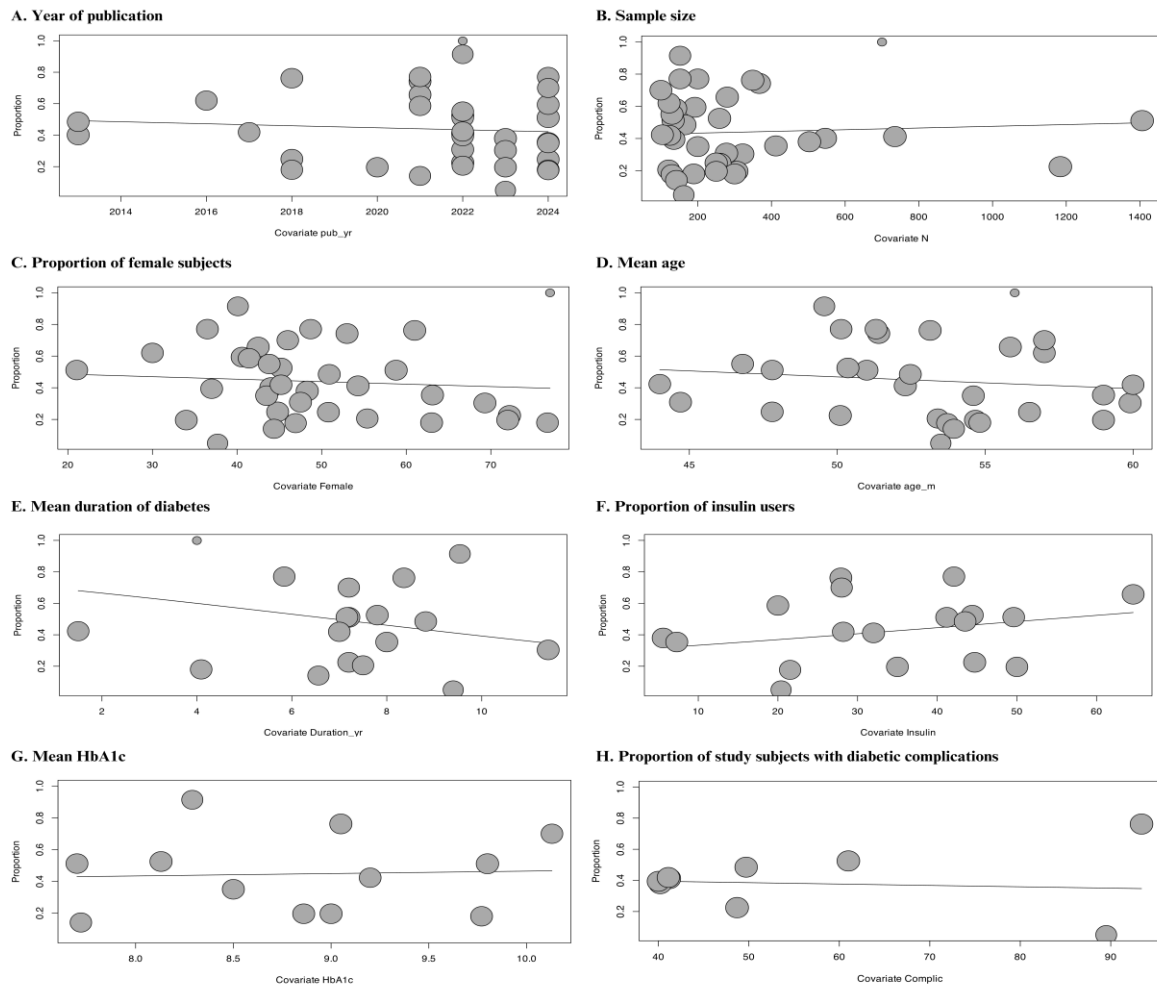 A. Year of publication
1.0
0.8
0.6
0.4
0.2
Proportion
2014 2016 2018 2020 2022 2024
Covariate pub_yr
B. Sample size
1.0
0.8
0.6
0.4
0.2
Proportion
200 400 600 800 1000 1200 1400
Covariate N
C. Proportion of female subjects
1.0
0.8
0.6
0.4
0.2
Proportion
20 30 40 50 60 70
Covariate Female
D. Mean age
1.0
0.8
0.6
0.4
0.2
Proportion
45 50 55 60
Covariate age_m
E. Mean duration of diabetes
1.0
0.8
0.6
0.4
0.2
Proportion
2 4 6 8 10
Covariate Duration_yr
F. Proportion of insulin users
1.0
0.8
0.6
0.4
0.2
Proportion
10 20 30 40 50 60
Covariate Insulin
G. Mean HbA1c
1.0
0.8
0.6
0.4
0.2
Proportion
8.0 8.5 9.0 9.5 10.0
Covariate HbA1c
H. Proportion of study subjects with diabetic complications
1.0
0.8
0.6
0.4
0.2
Proportion
40 50 60 70 80 90
Covariate Complic